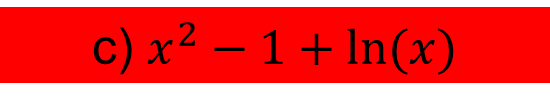 c) x² − 1 + ln(x)